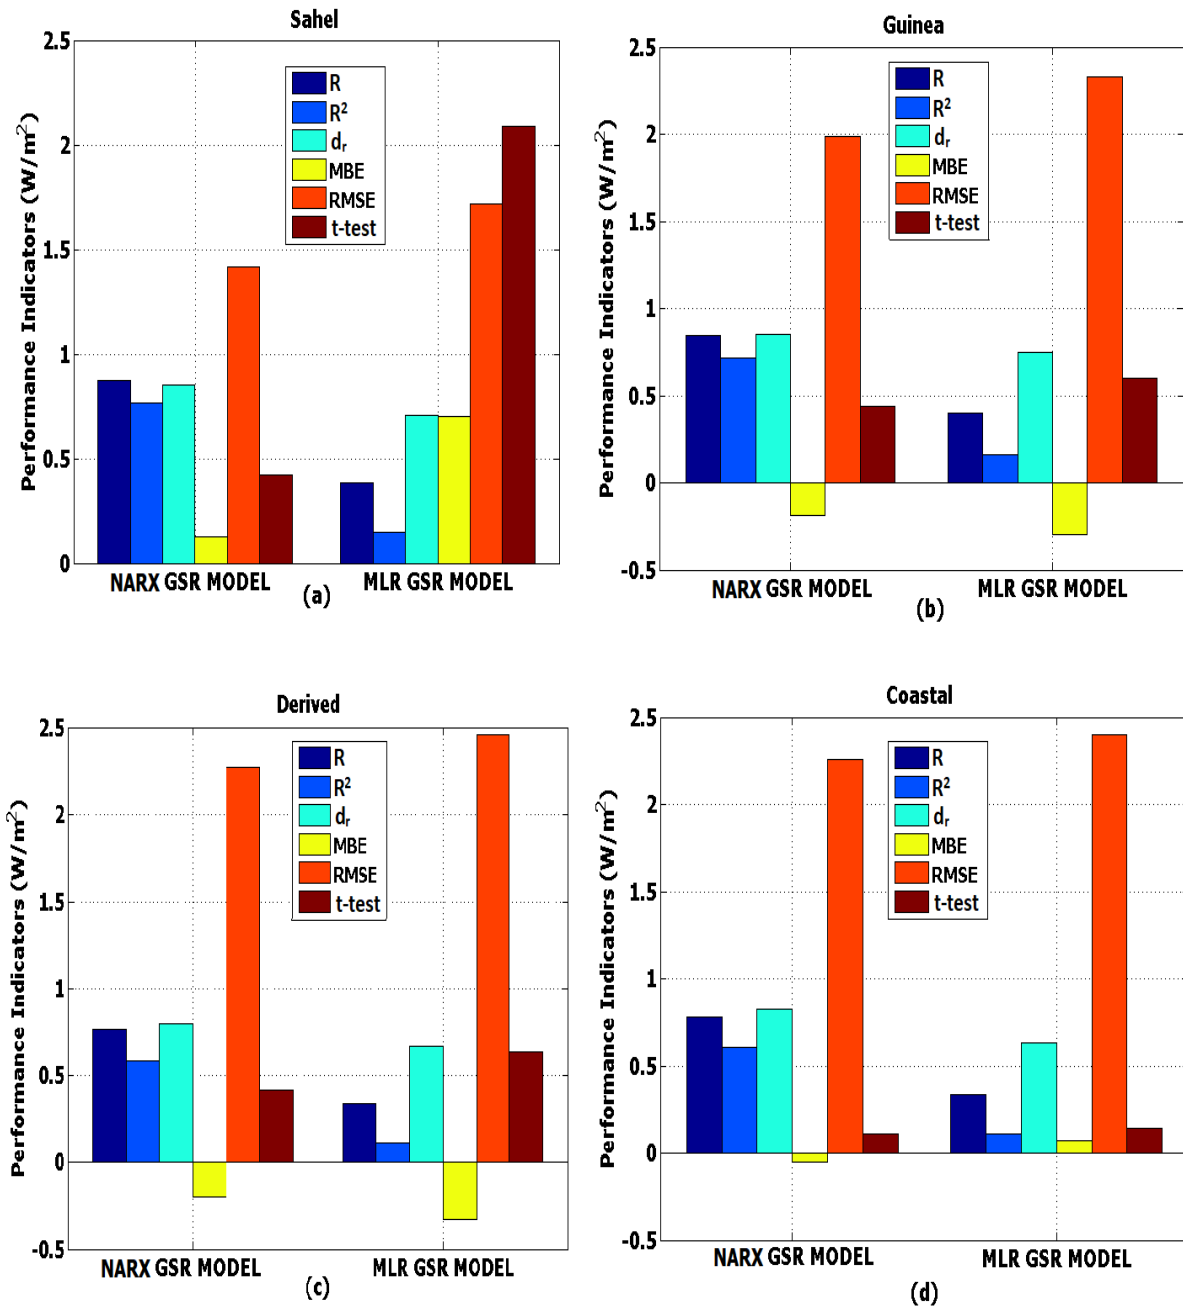 Sahel
2.5
2
1.5
1
0.5
0
Performance Indicators (W/m²)
R
R²
dᵣ
MBE
RMSE
t-test
NARX GSR MODEL
MLR GSR MODEL
(a)
Guinea
2.5
2
1.5
1
0.5
0
-0.5
Performance Indicators (W/m²)
R
R²
dᵣ
MBE
RMSE
t-test
NARX GSR MODEL
MLR GSR MODEL
(b)
Derived
2.5
2
1.5
1
0.5
0
-0.5
Performance Indicators (W/m²)
R
R²
dᵣ
MBE
RMSE
t-test
NARX GSR MODEL
MLR GSR MODEL
(c)
Coastal
2.5
2
1.5
1
0.5
0
-0.5
Performance Indicators (W/m²)
R
R²
dᵣ
MBE
RMSE
t-test
NARX GSR MODEL
MLR GSR MODEL
(d)